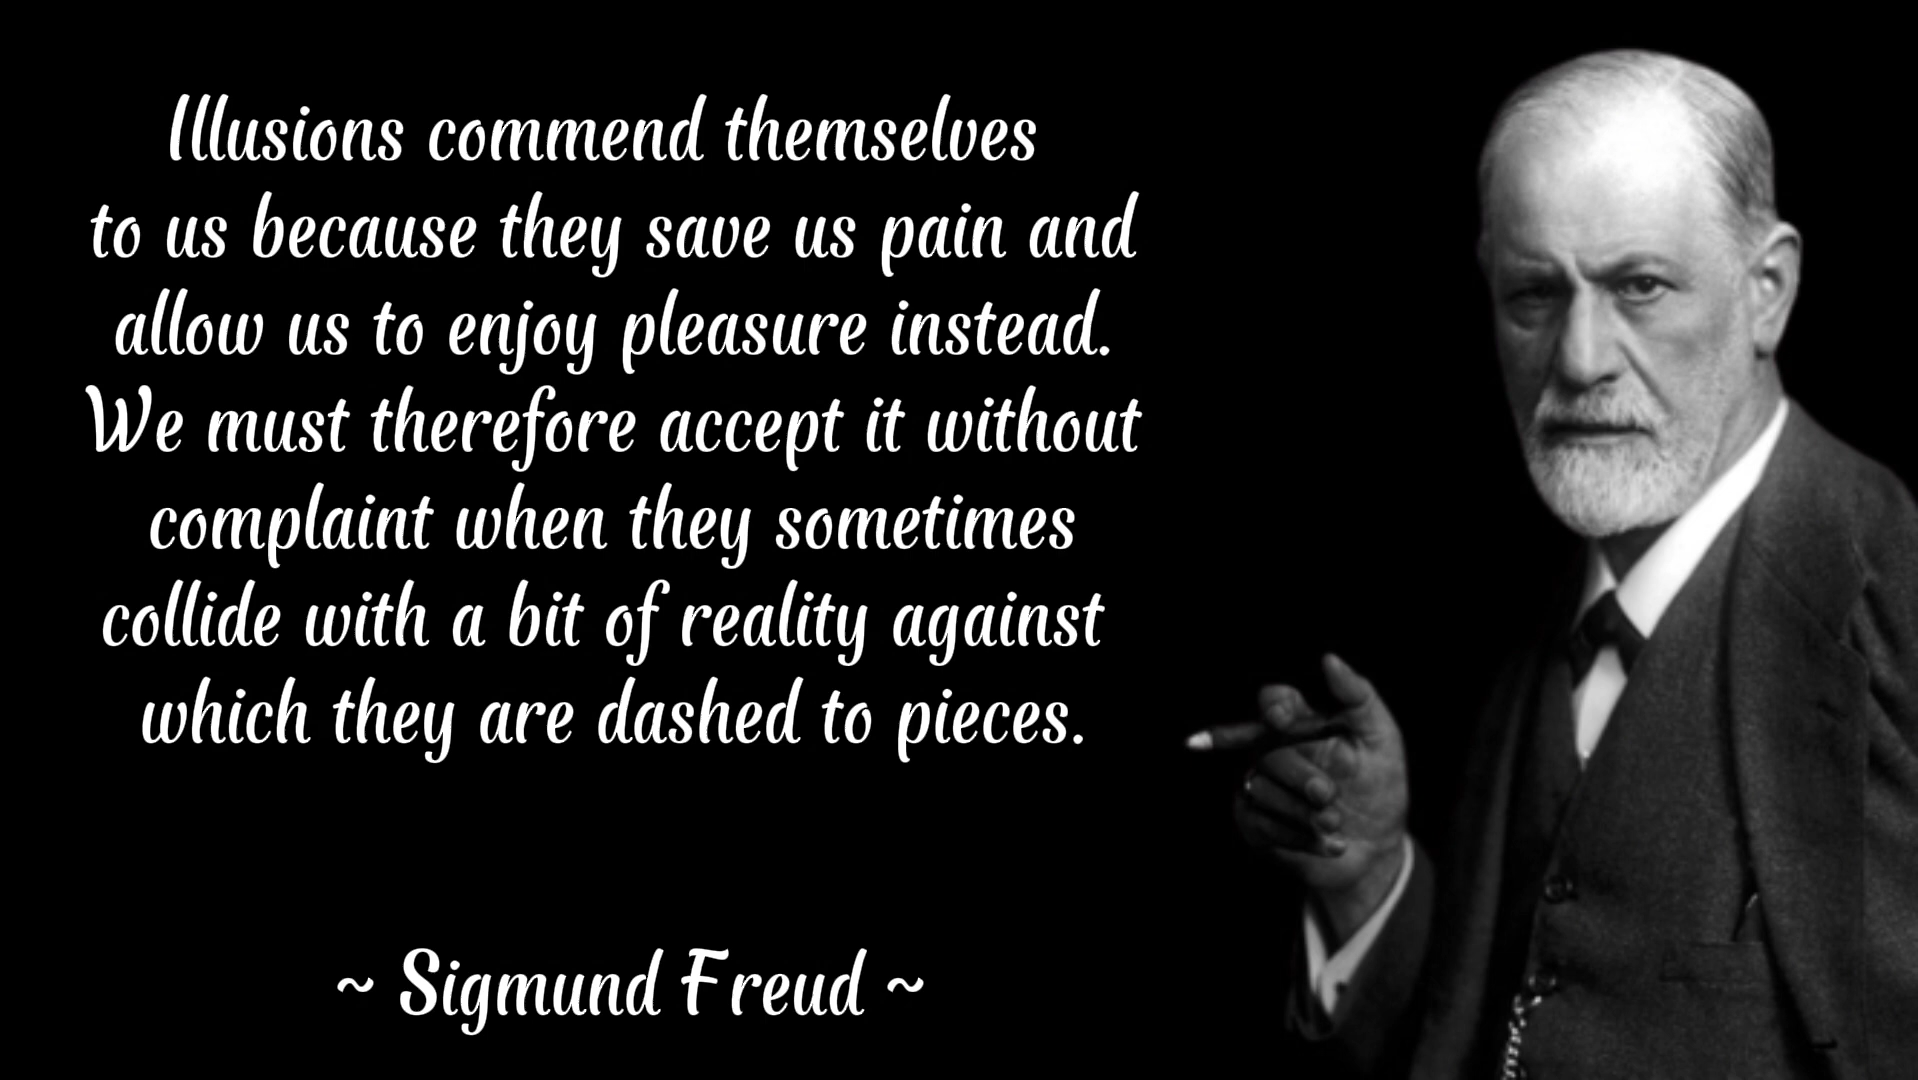 Illusions commend themselves
to us because they save us pain and
allow us to enjoy pleasure instead.
We must therefore accept it without
complaint when they sometimes
collide with a bit of reality against
which they are dashed to pieces.
~ Sigmund Freud ~